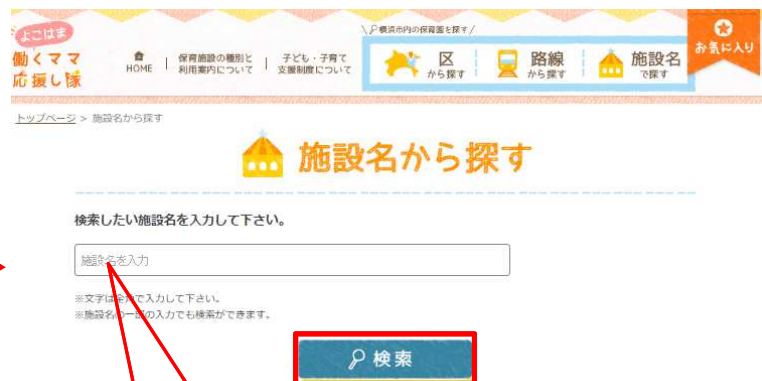 よこはま
働くママ
応援し隊
HOME
保育施設の種別と
利用案内について
子ども・子育て
支援制度について
\横浜市内の保育園を探す/
区
から探す
路線
から探す
施設名
で探す
お気に入り
トップページ > 施設名から探す
施設名から探す
検索したい施設名を入力して下さい。
施設名を入力
※文字は全角で入力して下さい。
※施設名の一部の入力でも検索ができます。
検索